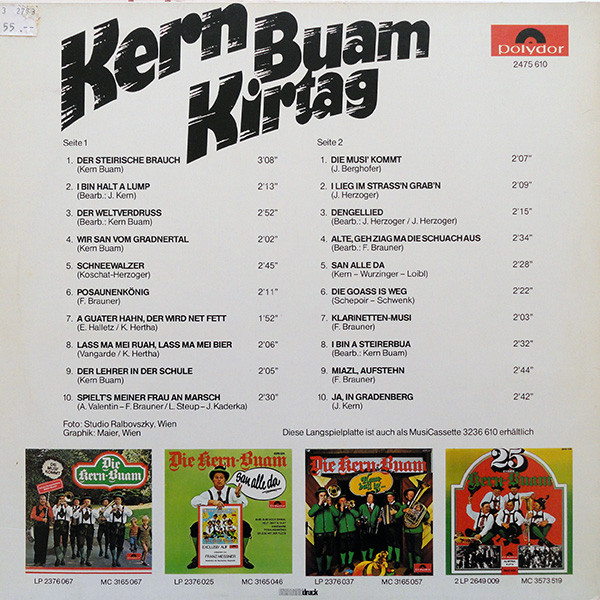 55.--
Kern Buam
Kirtag
polydor
2475 610
Seite 1
1. DER STEIRISCHE BRAUCH 3'08"
(Kern Buam)
2. I BIN HALT A LUMP 2'13"
(Bearb.: J. Kern)
3. DER WELTVERDRUSS 2'52"
(Bearb.: Kern Buam)
4. WIR SAN VOM GRADNERTAL 2'02"
(Kern Buam)
5. SCHNEEWALZER 2'45"
(Koschat-Herzoger)
6. POSAUNENKÖNIG 2'11"
(F. Brauner)
7. A GUATER HAHN, DER WIRD NET FETT 1'52"
(E. Halletz / K. Hertha)
8. LASS MA MEI RUAH, LASS MA MEI BIER 2'06"
(Vangarde / K. Hertha)
9. DER LEHRER IN DER SCHULE 2'05"
(Kern Buam)
10. SPIELT'S MEINER FRAU AN MARSCH 2'30"
(A. Valentin – F. Brauner / L. Steup – J. Kaderka)
Seite 2
1. DIE MUSI' KOMMT 2'07"
(J. Berghofer)
2. I LIEG IM STRASS'N GRAB'N 2'09"
(J. Herzoger)
3. DENGELLIED 2'15"
(Bearb.: J. Herzoger / J. Herzoger)
4. ALTE, GEH ZIAG MA DIE SCHUACH AUS 2'34"
(Bearb.: F. Brauner)
5. SAN ALLE DA 2'28"
(Kern – Wurzinger – Loibl)
6. DIE GOASS IS WEG 2'22"
(Schepoir – Schwenk)
7. KLARINETTEN-MUSI 2'03"
(F. Brauner)
8. I BIN A STEIRERBUA 2'32"
(Bearb.: Kern Buam)
9. MIAZL, AUFSTEHN 2'44"
(F. Brauner)
10. JA, IN GRADENBERG 2'42"
(J. Kern)
Foto: Studio Ralbovszky, Wien
Graphik: Maier, Wien
Diese Langspielplatte ist auch als MusiCassette 3236 610 erhältlich
DIE MUSI' KOMMT
Die Kern-Buam
Die Kern-Buam
san alle da
EXCLUSIV AUF
FRANZ MESSNER
Die Kern-Buam
25
Kern-Buam
LP 2376 067 MC 3165 067
LP 2376 025 MC 3165 046
LP 2376 037 MC 3165 057
2 LP 2649 009 MC 3573 519
druck